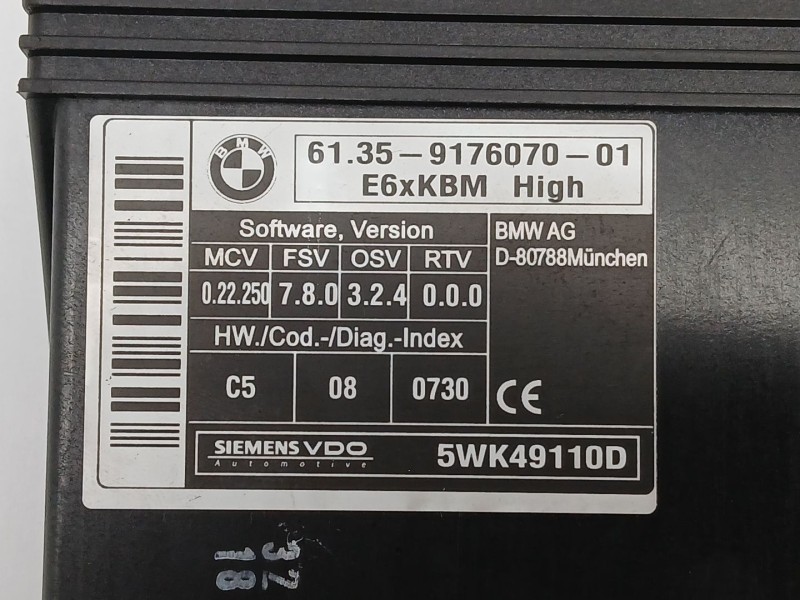 BMW
61.35-9176070-01
E6xKBM High
Software, Version
MCV FSV OSV RTV
0.22.250 7.8.0 3.2.4 0.0.0
HW./Cod.-/Diag.-Index
C5 08 0730
BMW AG
D-80788München
CE
SIEMENS VDO
Automotive
5WK49110D
37
18